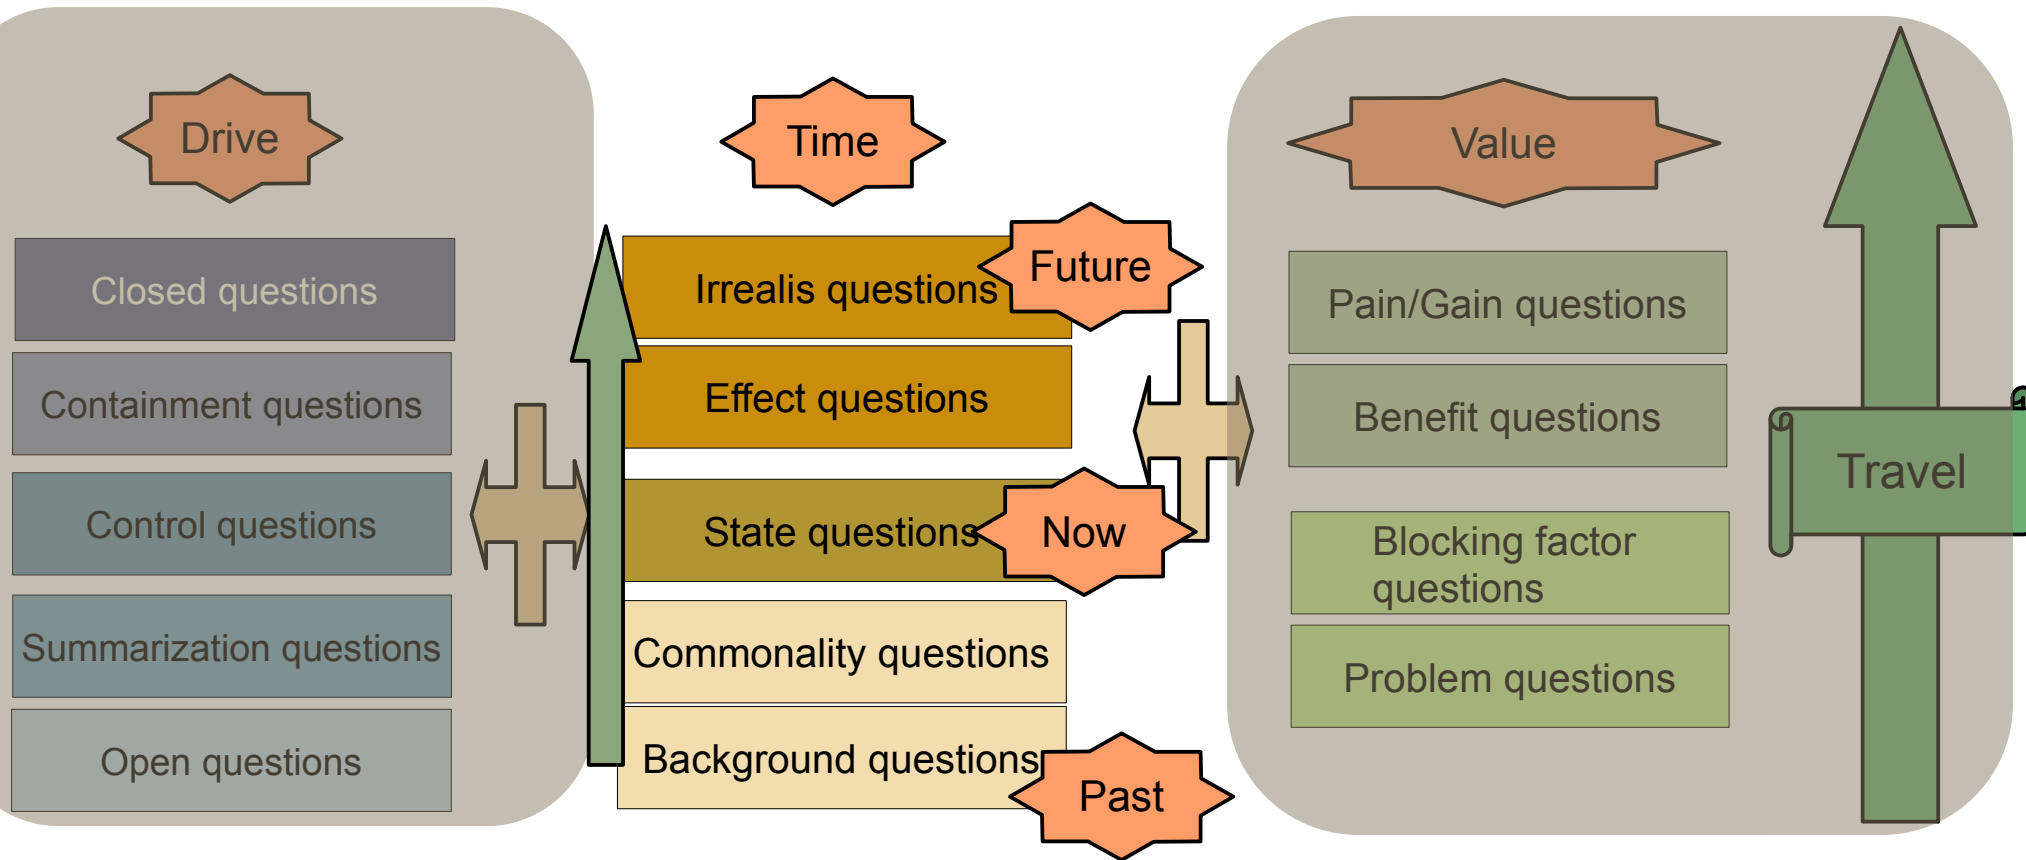 Drive
Closed questions
Containment questions
Control questions
Summarization questions
Open questions
Time
Future
Irrealis questions
Effect questions
State questions
Now
Commonality questions
Background questions
Past
Value
Pain/Gain questions
Benefit questions
Blocking factor
questions
Problem questions
Travel